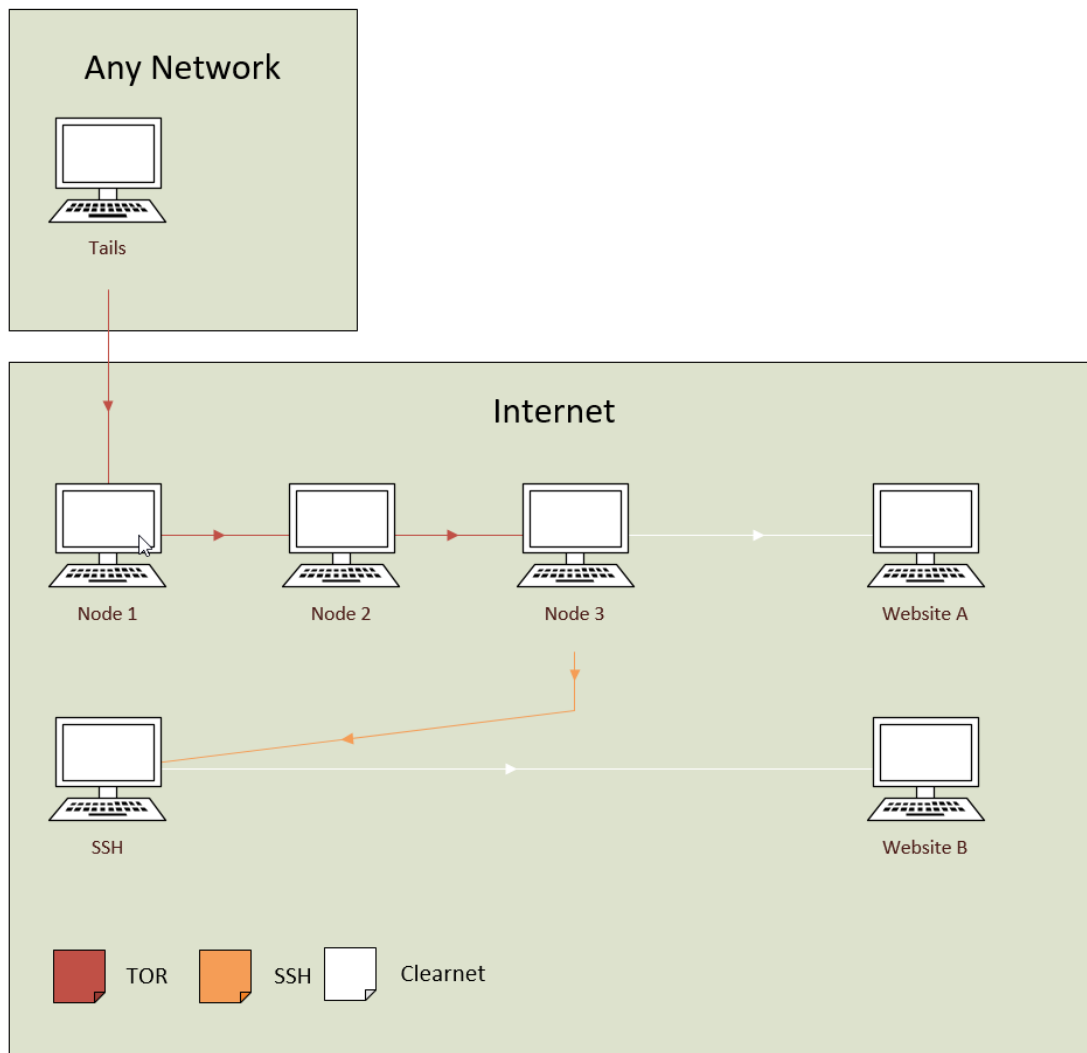 Any Network
Tails
Internet
Node 1
Node 2
Node 3
Website A
SSH
Website B
TOR
SSH
Clearnet